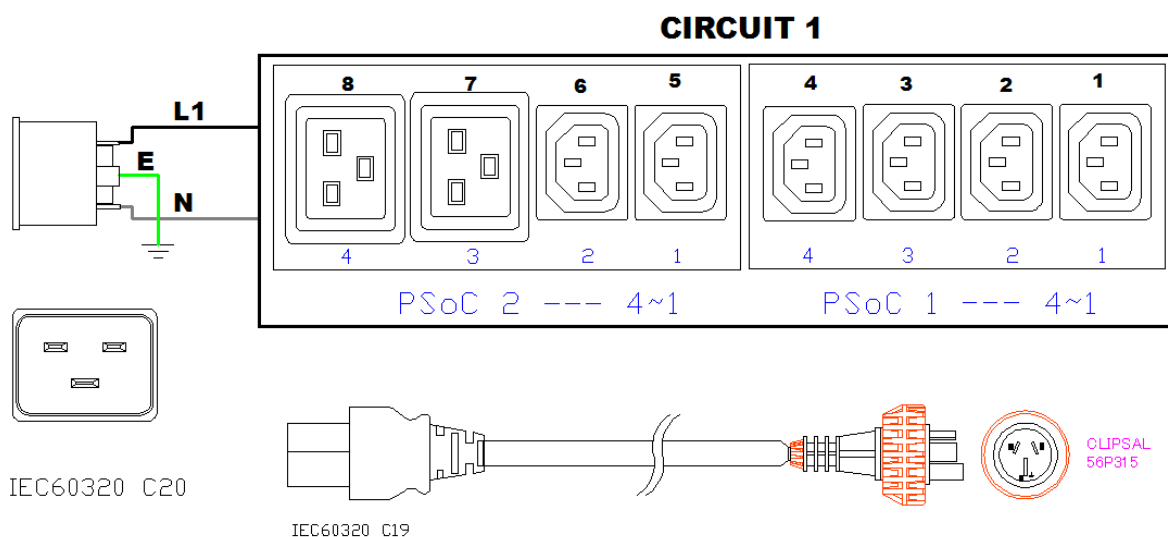 CIRCUIT 1
8 7 6 5 4 3 2 1
L1
E
N
4 3 2 1 4 3 2 1
PSoC 2 --- 4~1 PSoC 1 --- 4~1
IEC60320 C20
CLIPSAL
56P315
IEC60320 C19